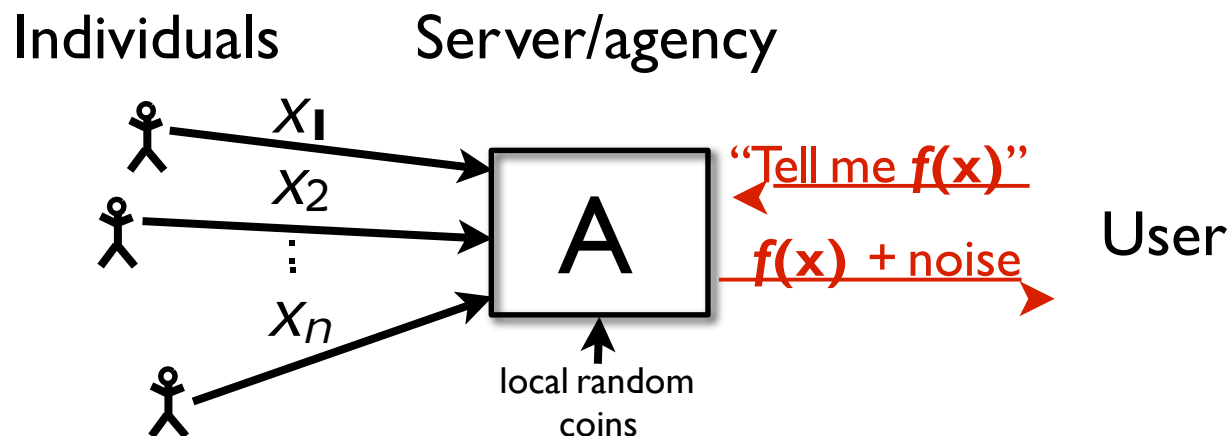 Individuals
Server/agency
x1
x2
⋮
xn
A
“Tell me f(x)”
f(x) + noise
User
local random
coins